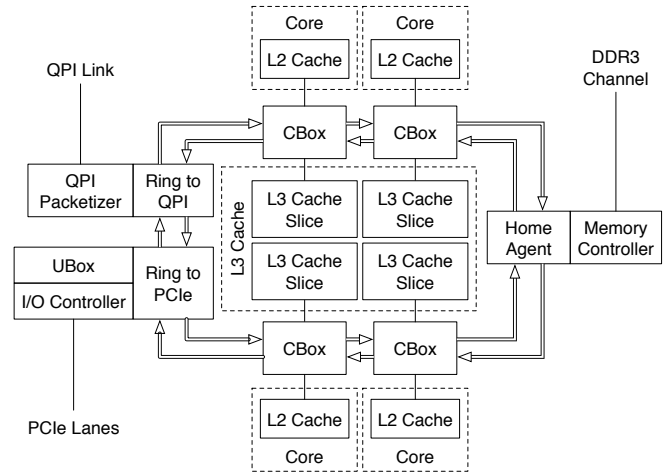 Core
Core
L2 Cache
L2 Cache
QPI Link
DDR3
Channel
CBox
CBox
QPI
Packetizer
Ring to
QPI
L3 Cache
L3 Cache
Slice
L3 Cache
Slice
L3 Cache
Slice
L3 Cache
Slice
Home
Agent
Memory
Controller
UBox
I/O Controller
Ring to
PCIe
CBox
CBox
L2 Cache
L2 Cache
Core
Core
PCIe Lanes